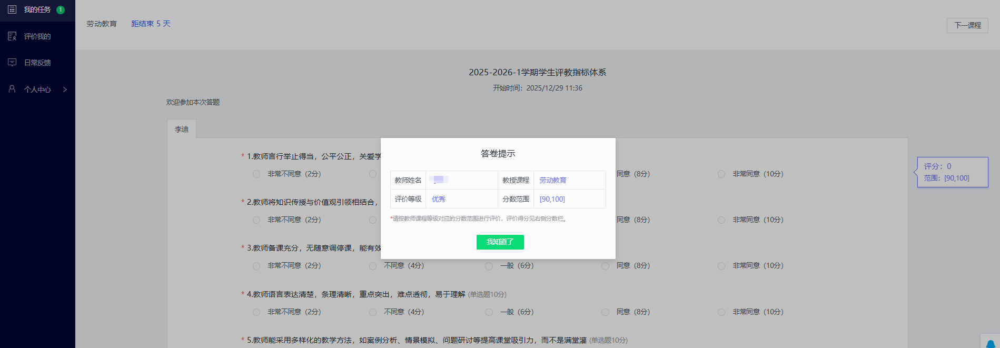 我的任务 1
评价我的
日常反馈
个人中心
劳动教育 距结束 5 天
下一课程
2025-2026-1学期学生评教指标体系
开始时间：2025/12/29 11:36
欢迎参加本次答题
李迪
* 1.教师言行举止得当，公平公正，关爱学
非常不同意（2分） 同意（8分） 非常同意（10分）
* 2.教师将知识传授与价值观引领相结合，
非常不同意（2分） 同意（8分） 非常同意（10分）
* 3.教师备课充分，无随意调停课，能有效
非常不同意（2分） 不同意（4分） 一般（6分） 同意（8分） 非常同意（10分）
* 4.教师语言表达清楚，条理清晰，重点突出，难点透彻，易于理解 (单选题10分)
非常不同意（2分） 不同意（4分） 一般（6分） 同意（8分） 非常同意（10分）
* 5.教师能采用多样化的教学方法，如案例分析、情景模拟、问题研讨等提高课堂吸引力，而不是满堂灌 (单选题10分)
答卷提示
教师姓名 教授课程 劳动教育
评价等级 优秀 分数范围 [90,100]
*请按教师课程等级对应的分数范围进行评价，评价得分见右侧分数栏。
我知道了
评分：0
范围：[90,100]